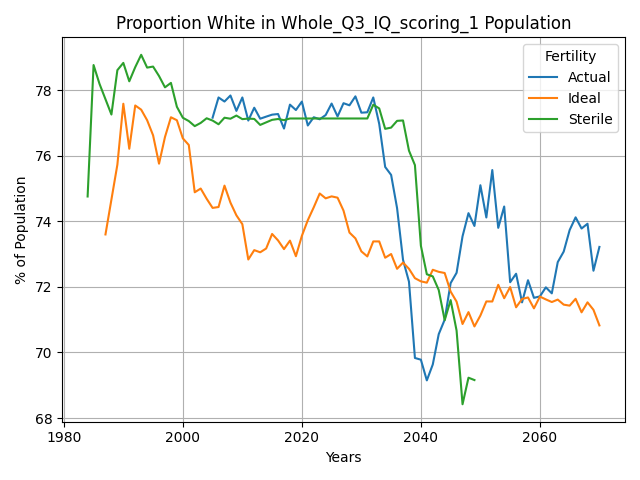 Proportion White in Whole_Q3_IQ_scoring_1 Population
Fertility
Actual
Ideal
Sterile
% of Population
78
76
74
72
70
68
1980
2000
2020
2040
2060
Years